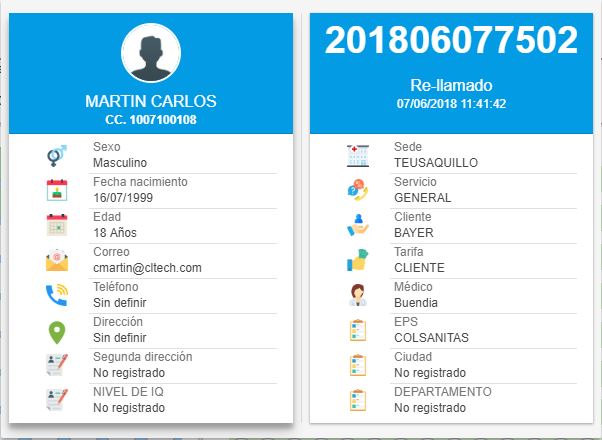 MARTIN CARLOS
CC. 1007100108
Sexo
Masculino
Fecha nacimiento
16/07/1999
Edad
18 Años
Correo
cmartin@cltech.com
Teléfono
Sin definir
Dirección
Sin definir
Segunda dirección
No registrado
NIVEL DE IQ
No registrado
201806077502
Re-llamado
07/06/2018 11:41:42
Sede
TEUSAQUILLO
Servicio
GENERAL
Cliente
BAYER
Tarifa
CLIENTE
Médico
Buendia
EPS
COLSANITAS
Ciudad
No registrado
DEPARTAMENTO
No registrado